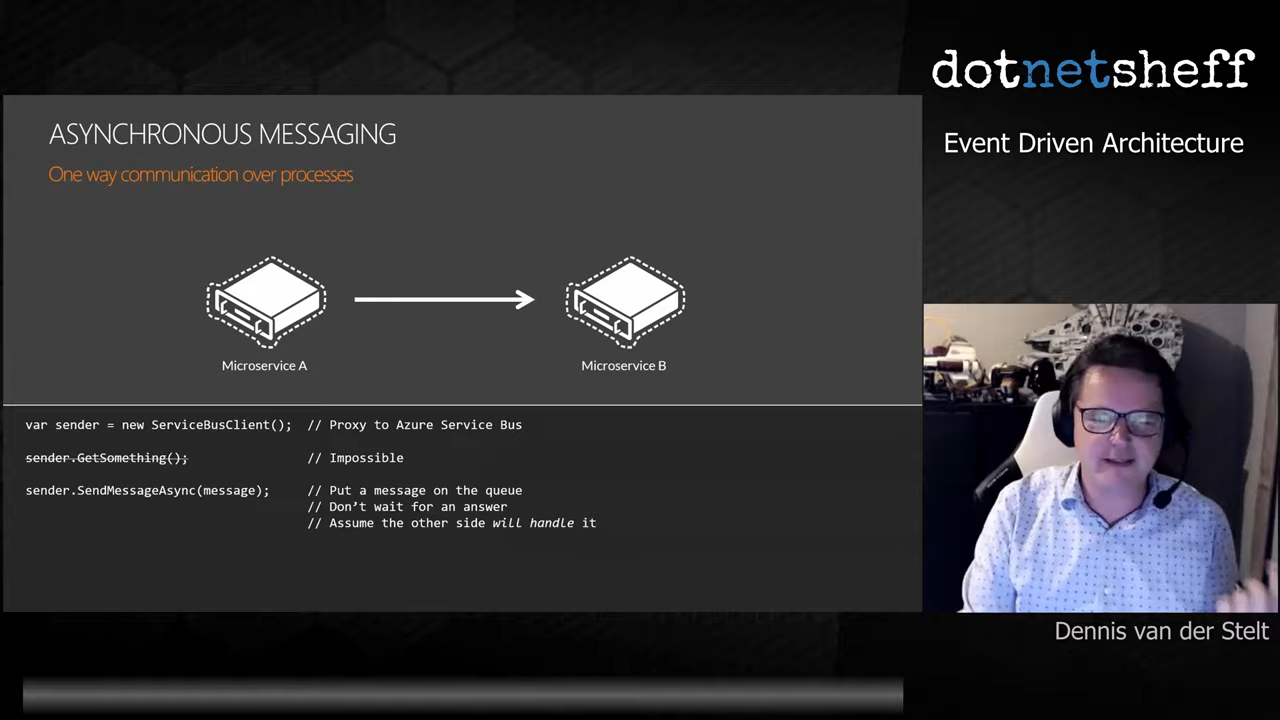 dotnetsheff
Event Driven Architecture
ASYNCHRONOUS MESSAGING
One way communication over processes
Microservice A
Microservice B
var sender = new ServiceBusClient();  // Proxy to Azure Service Bus
sender.GetSomething();  // Impossible
sender.SendMessageAsync(message);  // Put a message on the queue
// Don’t wait for an answer
// Assume the other side will handle it
Dennis van der Stelt